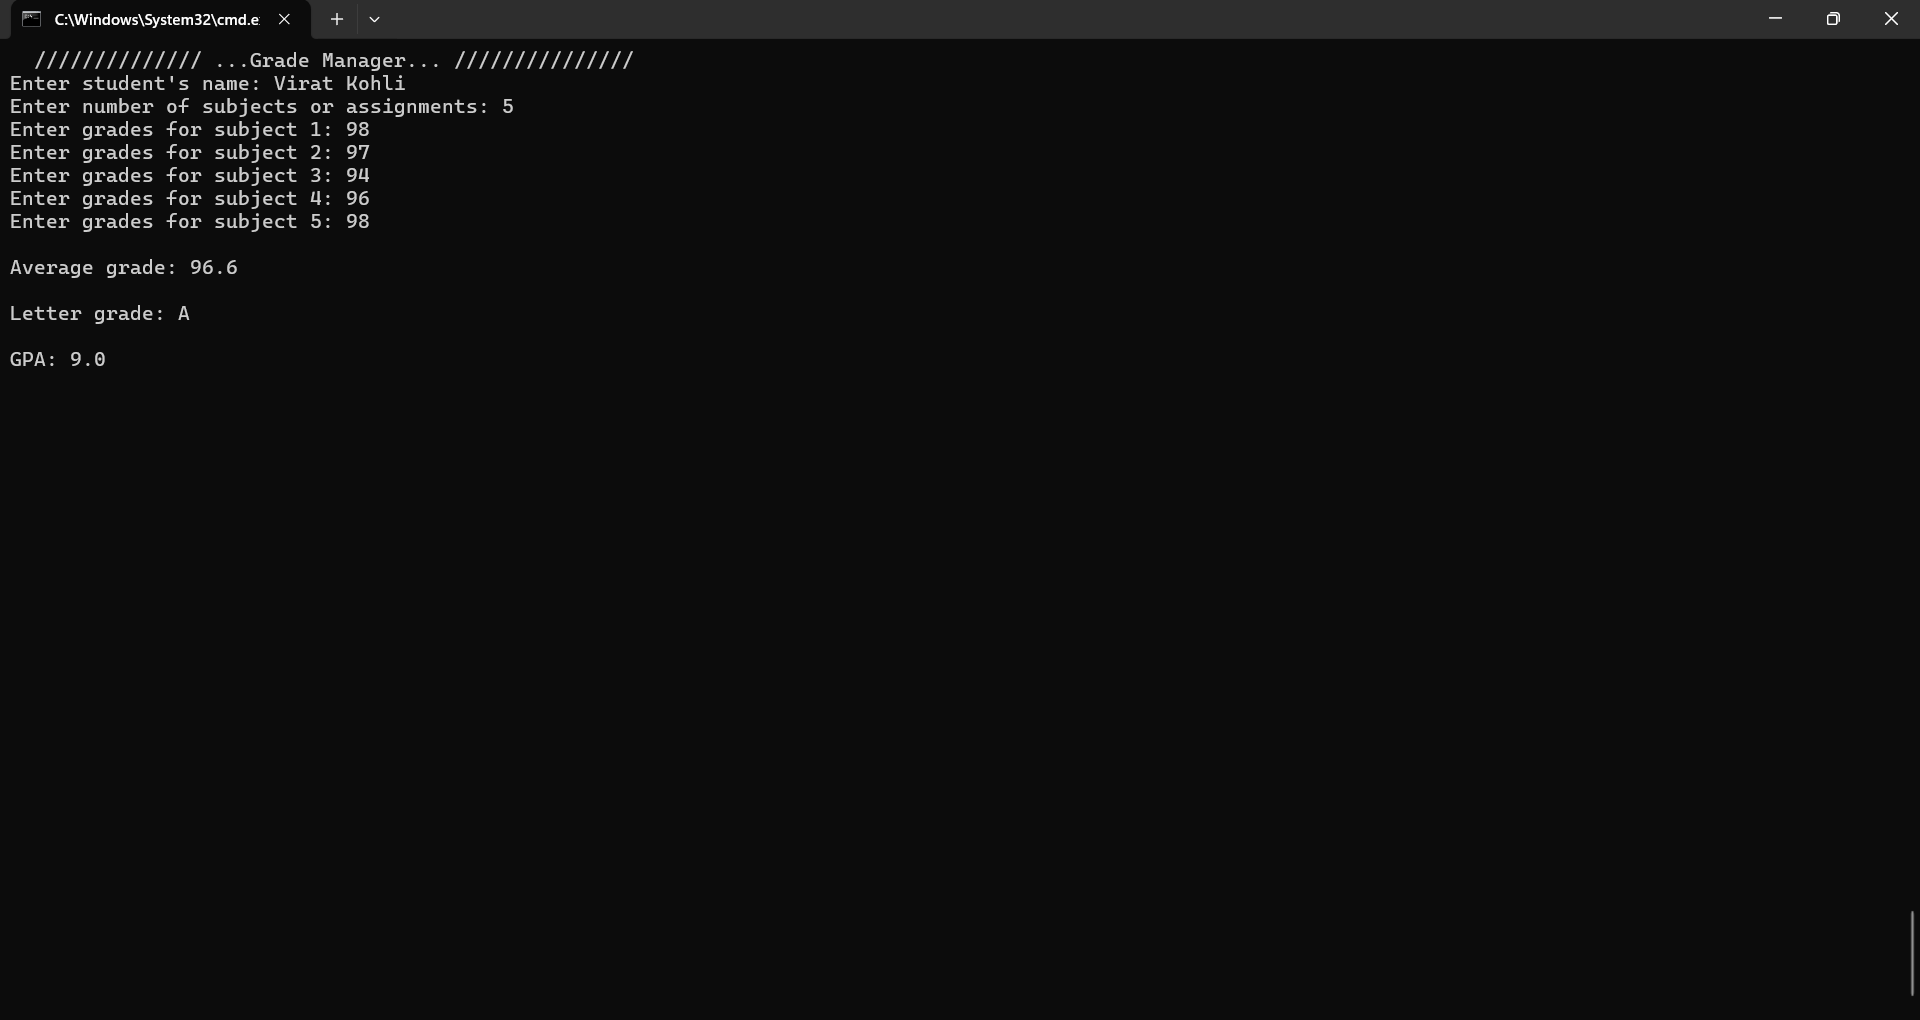 C:\Windows\System32\cmd.e
////////////// ...Grade Manager... ///////////////
Enter student's name: Virat Kohli
Enter number of subjects or assignments: 5
Enter grades for subject 1: 98
Enter grades for subject 2: 97
Enter grades for subject 3: 94
Enter grades for subject 4: 96
Enter grades for subject 5: 98
Average grade: 96.6
Letter grade: A
GPA: 9.0